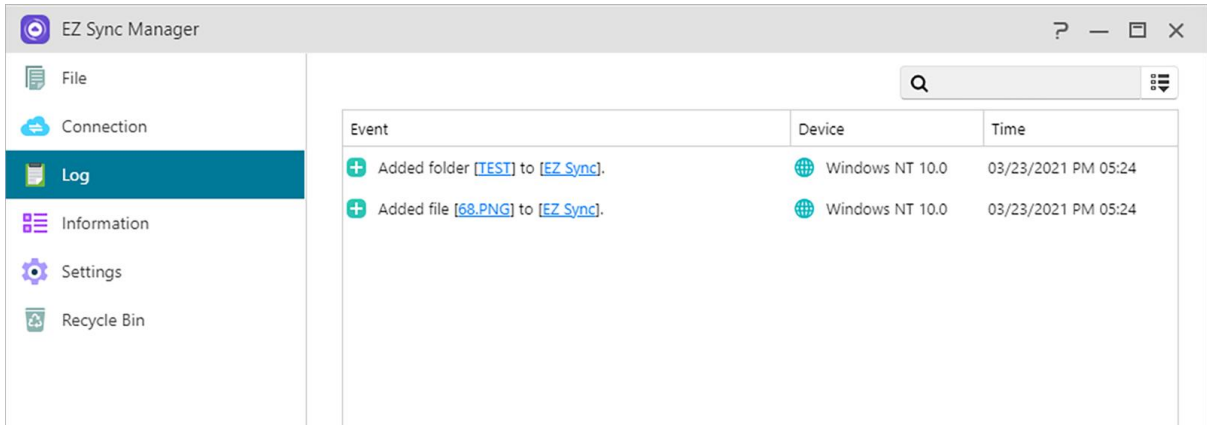 EZ Sync Manager
File
Connection
Log
Information
Settings
Recycle Bin
Event Device Time
Added folder [TEST] to [EZ Sync]. Windows NT 10.0 03/23/2021 PM 05:24
Added file [68.PNG] to [EZ Sync]. Windows NT 10.0 03/23/2021 PM 05:24